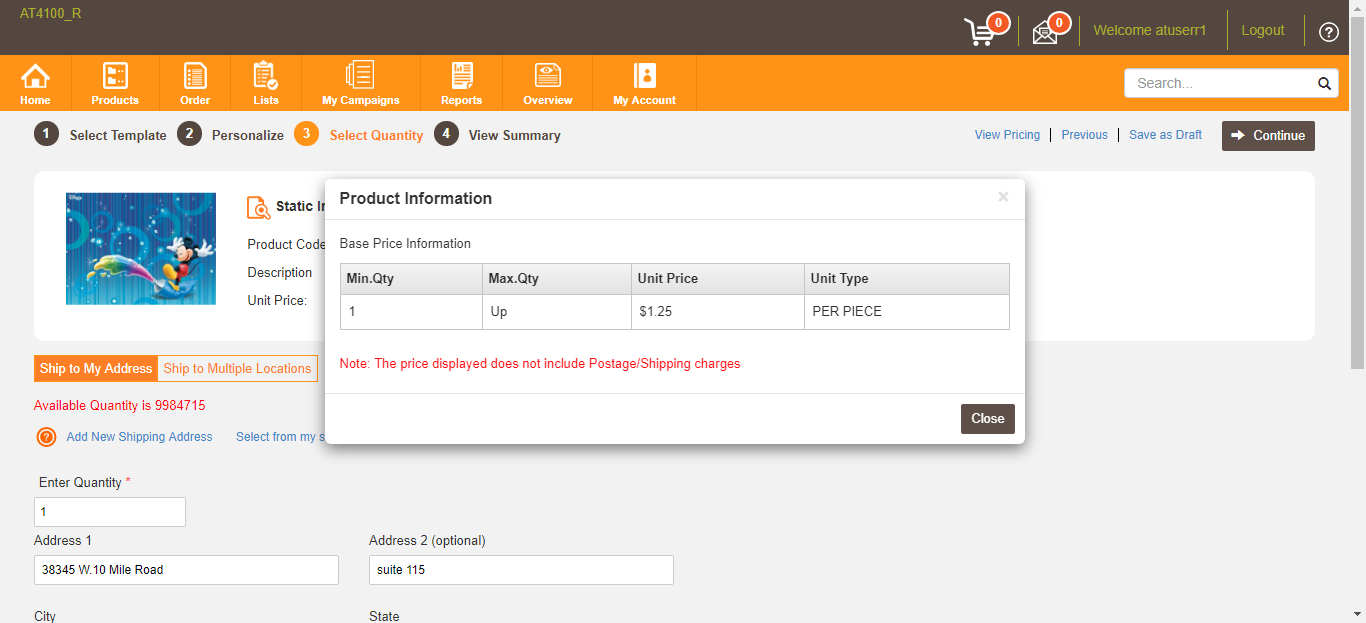 AT4100_R
0
0
Welcome atuserr1
Logout
?
Home
Products
Order
Lists
My Campaigns
Reports
Overview
My Account
Search...
1 Select Template 2 Personalize 3 Select Quantity 4 View Summary
View Pricing
Previous
Save as Draft
Continue
Product Code
Description
Unit Price:
Product Information
×
Base Price Information
Min.Qty Max.Qty Unit Price Unit Type
1 Up $1.25 PER PIECE
Note: The price displayed does not include Postage/Shipping charges
Close
Ship to My Address Ship to Multiple Locations
Available Quantity is 9984715
? Add New Shipping Address Select from my
Enter Quantity *
1
Address 1 Address 2 (optional)
38345 W.10 Mile Road suite 115
City State